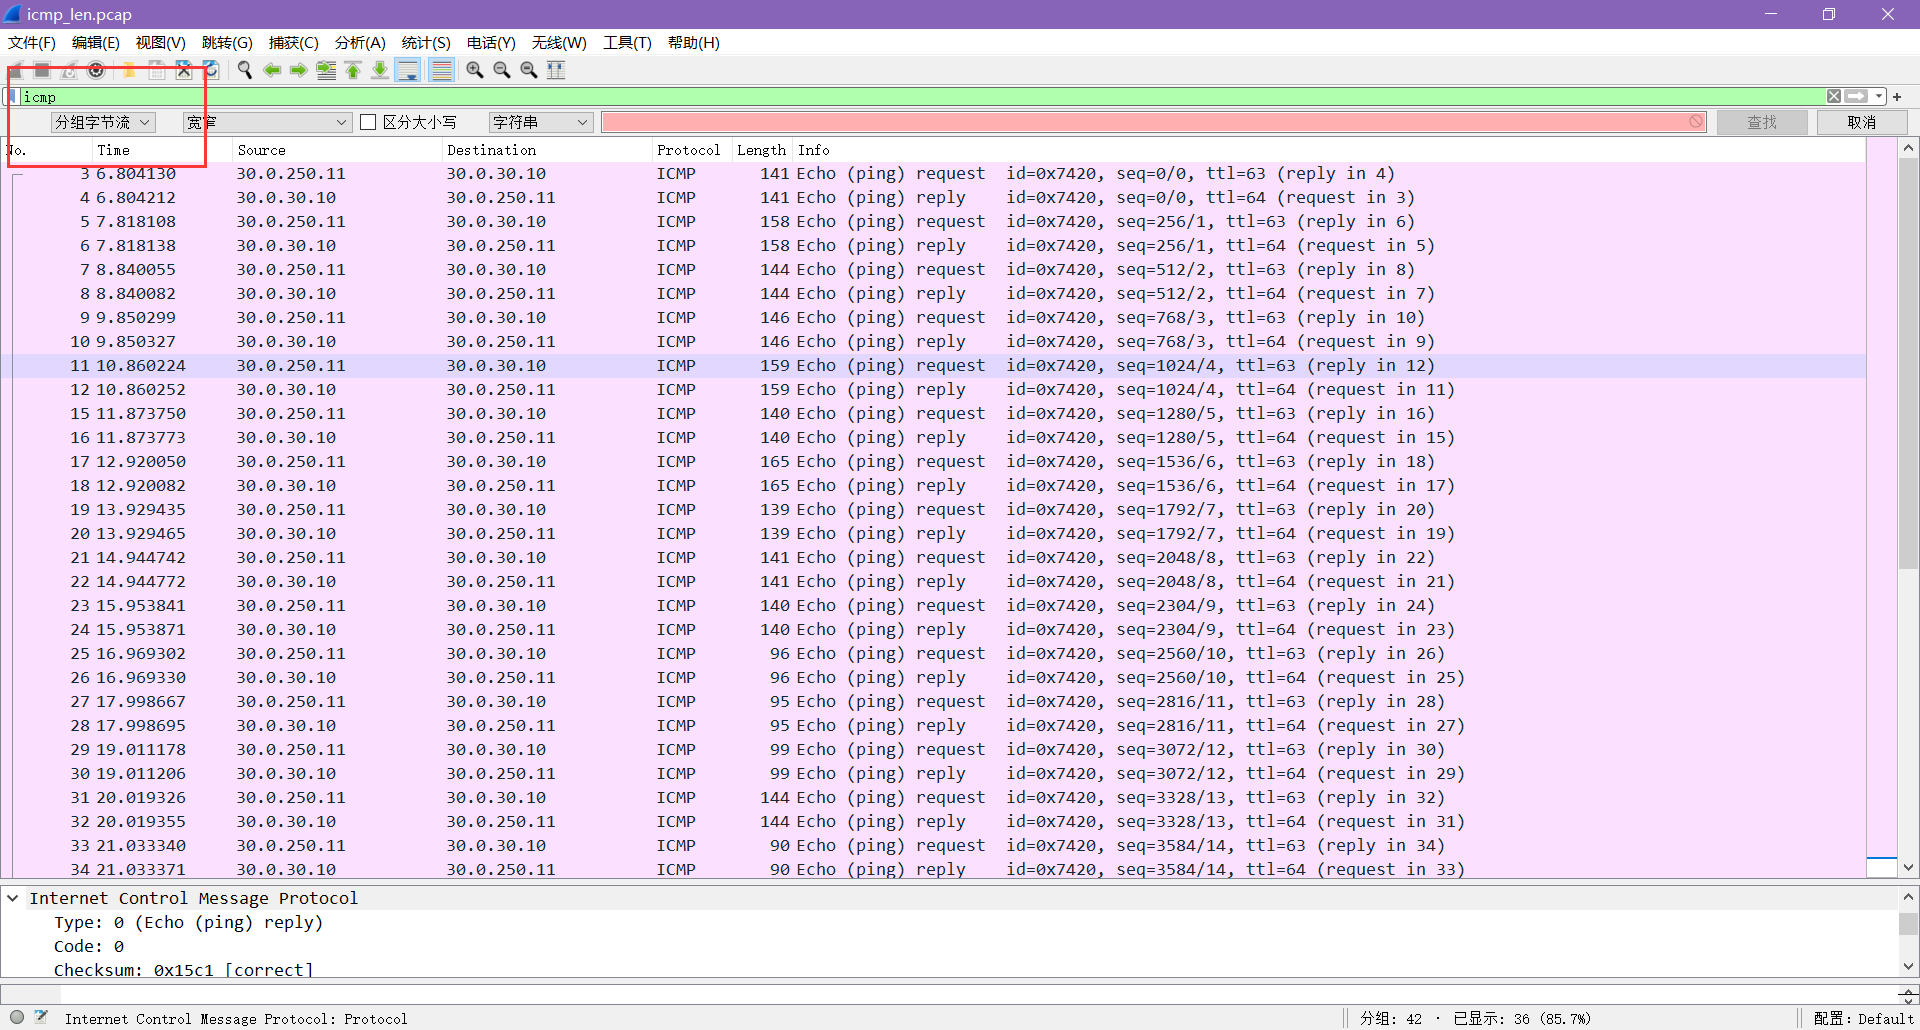 icmp_len.pcap
文件(F) 编辑(E) 视图(V) 跳转(G) 捕获(C) 分析(A) 统计(S) 电话(Y) 无线(W) 工具(T) 帮助(H)
icmp
分组字节流 宽窄 区分大小写 字符串 查找 取消
No. Time Source Destination Protocol Length Info
3 6.804130 30.0.250.11 30.0.30.10 ICMP 141 Echo (ping) request id=0x7420, seq=0/0, ttl=63 (reply in 4)
4 6.804212 30.0.30.10 30.0.250.11 ICMP 141 Echo (ping) reply id=0x7420, seq=0/0, ttl=64 (request in 3)
5 7.818108 30.0.250.11 30.0.30.10 ICMP 158 Echo (ping) request id=0x7420, seq=256/1, ttl=63 (reply in 6)
6 7.818138 30.0.30.10 30.0.250.11 ICMP 158 Echo (ping) reply id=0x7420, seq=256/1, ttl=64 (request in 5)
7 8.840055 30.0.250.11 30.0.30.10 ICMP 144 Echo (ping) request id=0x7420, seq=512/2, ttl=63 (reply in 8)
8 8.840082 30.0.30.10 30.0.250.11 ICMP 144 Echo (ping) reply id=0x7420, seq=512/2, ttl=64 (request in 7)
9 9.850299 30.0.250.11 30.0.30.10 ICMP 146 Echo (ping) request id=0x7420, seq=768/3, ttl=63 (reply in 10)
10 9.850327 30.0.30.10 30.0.250.11 ICMP 146 Echo (ping) reply id=0x7420, seq=768/3, ttl=64 (request in 9)
11 10.860224 30.0.250.11 30.0.30.10 ICMP 159 Echo (ping) request id=0x7420, seq=1024/4, ttl=63 (reply in 12)
12 10.860252 30.0.30.10 30.0.250.11 ICMP 159 Echo (ping) reply id=0x7420, seq=1024/4, ttl=64 (request in 11)
15 11.873750 30.0.250.11 30.0.30.10 ICMP 140 Echo (ping) request id=0x7420, seq=1280/5, ttl=63 (reply in 16)
16 11.873773 30.0.30.10 30.0.250.11 ICMP 140 Echo (ping) reply id=0x7420, seq=1280/5, ttl=64 (request in 15)
17 12.920050 30.0.250.11 30.0.30.10 ICMP 165 Echo (ping) request id=0x7420, seq=1536/6, ttl=63 (reply in 18)
18 12.920082 30.0.30.10 30.0.250.11 ICMP 165 Echo (ping) reply id=0x7420, seq=1536/6, ttl=64 (request in 17)
19 13.929435 30.0.250.11 30.0.30.10 ICMP 139 Echo (ping) request id=0x7420, seq=1792/7, ttl=63 (reply in 20)
20 13.929465 30.0.30.10 30.0.250.11 ICMP 139 Echo (ping) reply id=0x7420, seq=1792/7, ttl=64 (request in 19)
21 14.944742 30.0.250.11 30.0.30.10 ICMP 141 Echo (ping) request id=0x7420, seq=2048/8, ttl=63 (reply in 22)
22 14.944772 30.0.30.10 30.0.250.11 ICMP 141 Echo (ping) reply id=0x7420, seq=2048/8, ttl=64 (request in 21)
23 15.953841 30.0.250.11 30.0.30.10 ICMP 140 Echo (ping) request id=0x7420, seq=2304/9, ttl=63 (reply in 24)
24 15.953871 30.0.30.10 30.0.250.11 ICMP 140 Echo (ping) reply id=0x7420, seq=2304/9, ttl=64 (request in 23)
25 16.969302 30.0.250.11 30.0.30.10 ICMP 96 Echo (ping) request id=0x7420, seq=2560/10, ttl=63 (reply in 26)
26 16.969330 30.0.30.10 30.0.250.11 ICMP 96 Echo (ping) reply id=0x7420, seq=2560/10, ttl=64 (request in 25)
27 17.998667 30.0.250.11 30.0.30.10 ICMP 95 Echo (ping) request id=0x7420, seq=2816/11, ttl=63 (reply in 28)
28 17.998695 30.0.30.10 30.0.250.11 ICMP 95 Echo (ping) reply id=0x7420, seq=2816/11, ttl=64 (request in 27)
29 19.011178 30.0.250.11 30.0.30.10 ICMP 99 Echo (ping) request id=0x7420, seq=3072/12, ttl=63 (reply in 30)
30 19.011206 30.0.30.10 30.0.250.11 ICMP 99 Echo (ping) reply id=0x7420, seq=3072/12, ttl=64 (request in 29)
31 20.019326 30.0.250.11 30.0.30.10 ICMP 144 Echo (ping) request id=0x7420, seq=3328/13, ttl=63 (reply in 32)
32 20.019355 30.0.30.10 30.0.250.11 ICMP 144 Echo (ping) reply id=0x7420, seq=3328/13, ttl=64 (request in 31)
33 21.033340 30.0.250.11 30.0.30.10 ICMP 90 Echo (ping) request id=0x7420, seq=3584/14, ttl=63 (reply in 34)
34 21.033371 30.0.30.10 30.0.250.11 ICMP 90 Echo (ping) reply id=0x7420, seq=3584/14, ttl=64 (request in 33)
Internet Control Message Protocol
Type: 0 (Echo (ping) reply)
Code: 0
Checksum: 0x15c1 [correct]
Internet Control Message Protocol: Protocol 分组: 42 · 已显示: 36 (85.7%) 配置: Default